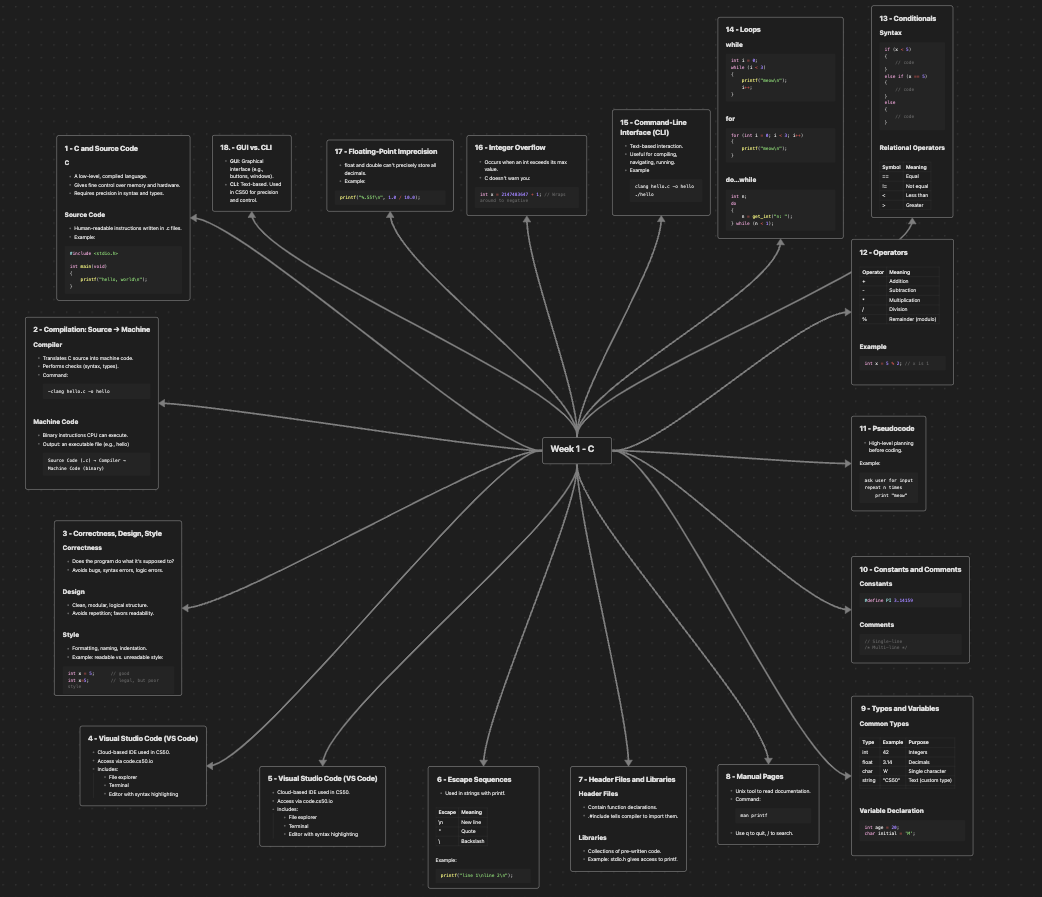 Week 1 - C
1 - C and Source Code
C
A low-level, compiled language.
Gives fine control over memory and hardware.
Requires precision in syntax and types.
Source Code
Human-readable instructions written in .c files.
Example:
#include <stdio.h>
int main(void)
{
printf("hello, world\n");
}
2 - Compilation: Source → Machine
Compiler
Translates C source into machine code.
Performs checks (syntax, types).
Command:
~clang hello.c -o hello
Machine Code
Binary instructions CPU can execute.
Output: an executable file (e.g., hello)
Source Code (.c) → Compiler →
Machine Code (binary)
3 - Correctness, Design, Style
Correctness
Does the program do what it's supposed to?
Avoids bugs, syntax errors, logic errors.
Design
Clean, modular, logical structure.
Avoids repetition; favors readability.
Style
Formatting, naming, indentation.
Example: readable vs. unreadable style:
int x = 5; // good
int x=5; // legal, but poor
style
4 - Visual Studio Code (VS Code)
Cloud-based IDE used in CS50.
Access via code.cs50.io
Includes:
File explorer
Terminal
Editor with syntax highlighting
5 - Visual Studio Code (VS Code)
Cloud-based IDE used in CS50.
Access via code.cs50.io
Includes:
File explorer
Terminal
Editor with syntax highlighting
6 - Escape Sequences
Used in strings with printf.
Escape Meaning
\n New line
" Quote
\ Backslash
Example:
printf("line 1\nline 2\n");
7 - Header Files and Libraries
Header Files
Contain function declarations.
.#include tells compiler to import them.
Libraries
Collections of pre-written code.
Example: stdio.h gives access to printf.
8 - Manual Pages
Unix tool to read documentation.
Command:
man printf
Use q to quit, / to search.
9 - Types and Variables
Common Types
Type Example Purpose
int 42 Integers
float 3.14 Decimals
char 'A' Single character
string "CS50" Text (custom type)
Variable Declaration
int age = 20;
char initial = 'M';
10 - Constants and Comments
Constants
#define PI 3.14159
Comments
// Single-line
/* Multi-line */
11 - Pseudocode
High-level planning
before coding.
Example:
ask user for input
repeat n times
print "meow"
12 - Operators
Operator Meaning
+ Addition
- Subtraction
* Multiplication
/ Division
% Remainder (modulo)
Example
int x = 5 % 2; // x is 1
13 - Conditionals
Syntax
if (x < 5)
{
// code
}
else if (x == 5)
{
// code
}
else
{
// code
}
Relational Operators
Symbol Meaning
== Equal
!= Not equal
< Less than
> Greater
14 - Loops
while
int i = 0;
while (i < 3)
{
printf("meow\n");
i++;
}
for
for (int i = 0; i < 3; i++)
{
printf("meow\n");
}
do...while
int n;
do
{
n = get_int("n: ");
} while (n < 1);
15 - Command-Line
Interface (CLI)
Text-based interaction.
Useful for compiling,
navigating, running.
Example
clang hello.c -o hello
./hello
16 - Integer Overflow
Occurs when an int exceeds its max
value.
C doesn't warn you:
int x = 2147483647 + 1; // Wraps
around to negative
17 - Floating-Point Imprecision
float and double can't precisely store all
decimals.
Example:
printf("%.55f\n", 1.0 / 10.0);
18. - GUI vs. CLI
GUI: Graphical
Interface (e.g.,
buttons, windows).
CLI: Text-based. Used
in CS50 for precision
and control.